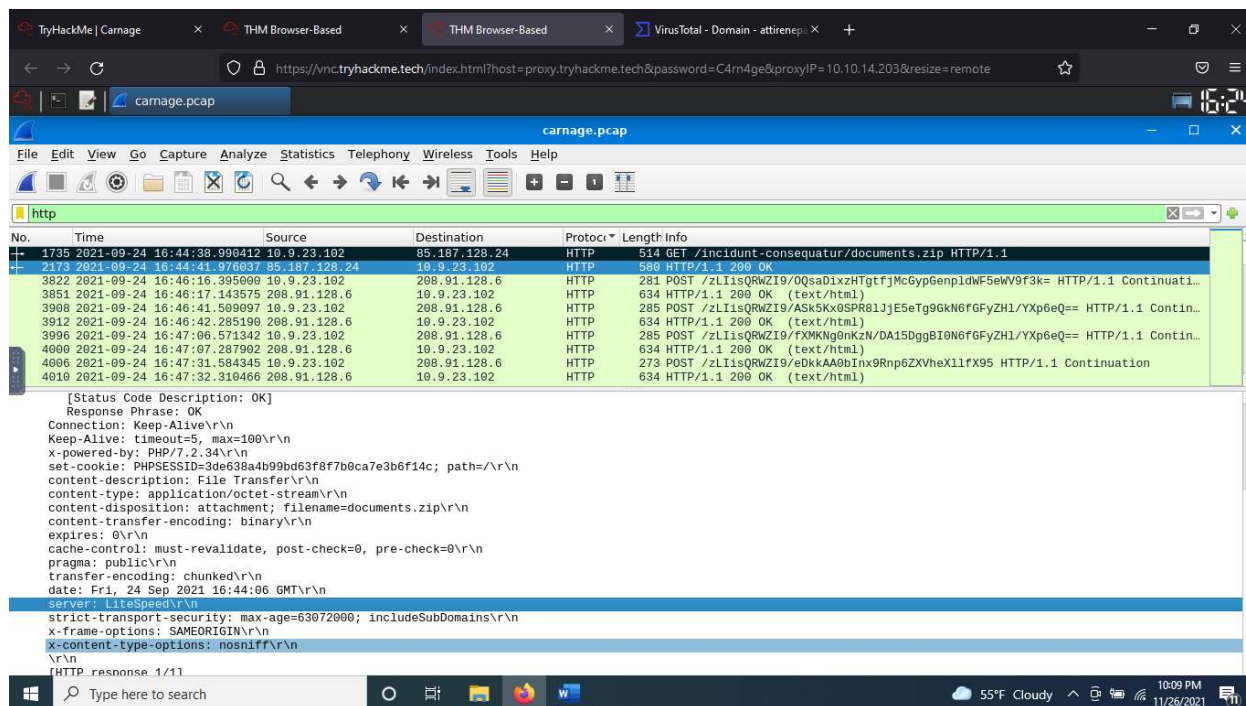 TryHackMe | Carnage THM Browser-Based THM Browser-Based VirusTotal - Domain - attirenepa
https://vnc.tryhackme.tech/index.html?host=proxy.tryhackme.tech&password=C4rn4ge&proxyIP=10.10.14.203&resize=remote
carnage.pcap
carnage.pcap
File Edit View Go Capture Analyze Statistics Telephony Wireless Tools Help
http
No. Time Source Destination Protoc Length Info
1735 2021-09-24 16:44:38.990412 10.9.23.102 85.187.128.24 HTTP 514 GET /incidunt-consequatur/documents.zip HTTP/1.1
2173 2021-09-24 16:44:41.976037 85.187.128.24 10.9.23.102 HTTP 580 HTTP/1.1 200 OK
3822 2021-09-24 16:46:16.395000 10.9.23.102 208.91.128.6 HTTP 281 POST /zLIisQRWZI9/OQsaDixzHTgtfjMcGypGenpldWF5eWV9f3k= HTTP/1.1 Continuati…
3851 2021-09-24 16:46:17.143575 208.91.128.6 10.9.23.102 HTTP 634 HTTP/1.1 200 OK (text/html)
3908 2021-09-24 16:46:41.509097 10.9.23.102 208.91.128.6 HTTP 285 POST /zLIisQRWZI9/ASk5Kx0SPR8lJjE5eTg9GkN6fGFyZHl/YXp6eQ== HTTP/1.1 Contin…
3912 2021-09-24 16:46:42.285190 208.91.128.6 10.9.23.102 HTTP 634 HTTP/1.1 200 OK (text/html)
3996 2021-09-24 16:47:06.571342 10.9.23.102 208.91.128.6 HTTP 285 POST /zLIisQRWZI9/fXMKNg0nKzN/DA15DggBI0N6fGFyZHl/YXp6eQ== HTTP/1.1 Contin…
4000 2021-09-24 16:47:07.287902 208.91.128.6 10.9.23.102 HTTP 634 HTTP/1.1 200 OK (text/html)
4006 2021-09-24 16:47:31.584345 10.9.23.102 208.91.128.6 HTTP 273 POST /zLIisQRWZI9/eDkkAA0bInx9Rnp6ZXVheXllfX95 HTTP/1.1 Continuation
4010 2021-09-24 16:47:32.310466 208.91.128.6 10.9.23.102 HTTP 634 HTTP/1.1 200 OK (text/html)
[Status Code Description: OK]
Response Phrase: OK
Connection: Keep-Alive\r\n
Keep-Alive: timeout=5, max=100\r\n
x-powered-by: PHP/7.2.34\r\n
set-cookie: PHPSESSID=3de638a4b99bd63f8f7b0ca7e3b6f14c; path=/\r\n
content-description: File Transfer\r\n
content-type: application/octet-stream\r\n
content-disposition: attachment; filename=documents.zip\r\n
content-transfer-encoding: binary\r\n
expires: 0\r\n
cache-control: must-revalidate, post-check=0, pre-check=0\r\n
pragma: public\r\n
transfer-encoding: chunked\r\n
date: Fri, 24 Sep 2021 16:44:06 GMT\r\n
server: LiteSpeed\r\n
strict-transport-security: max-age=63072000; includeSubDomains\r\n
x-frame-options: SAMEORIGIN\r\n
x-content-type-options: nosniff\r\n
\r\n
[HTTP response 1/1]
Type here to search
55°F Cloudy
10:09 PM
11/26/2021